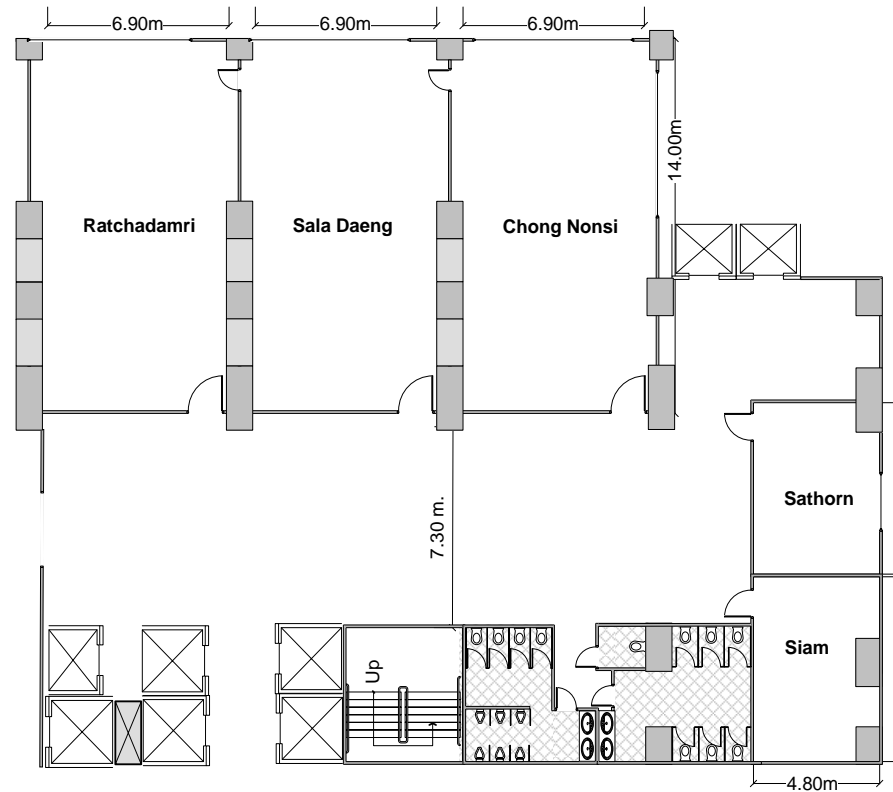 6.90m
6.90m
6.90m
14.00m
Ratchadamri
Sala Daeng
Chong Nonsi
Sathorn
7.30 m.
Siam
Up
4.80m